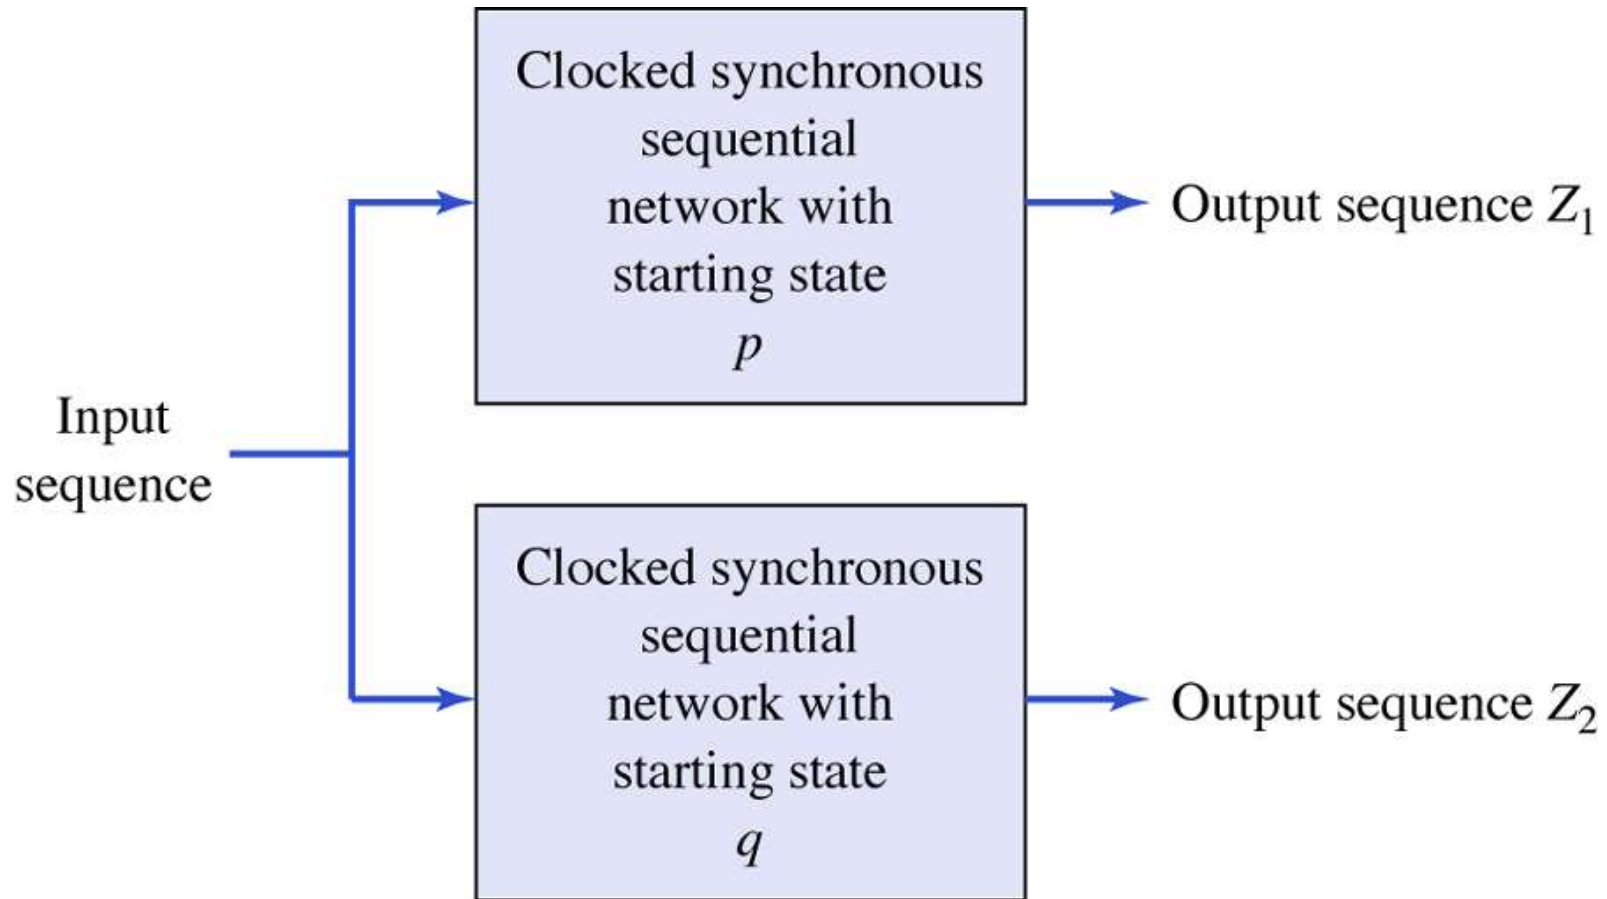 Clocked synchronous
sequential
network with
starting state
p
Output sequence Z₁
Input
sequence
Clocked synchronous
sequential
network with
starting state
q
Output sequence Z₂